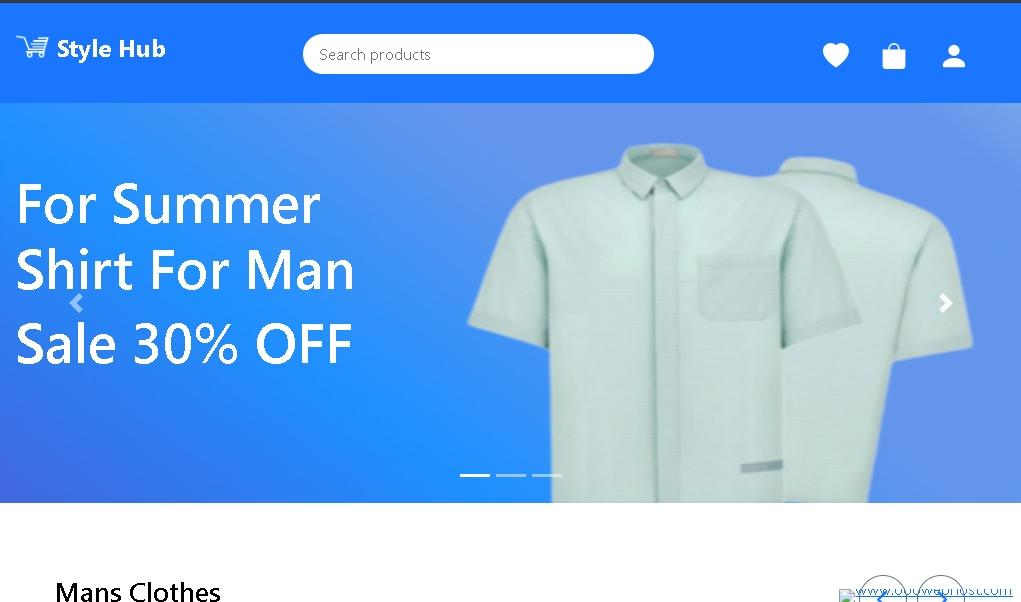 Style Hub
Search products
For Summer
Shirt For Man
Sale 30% OFF
Mans Clothes